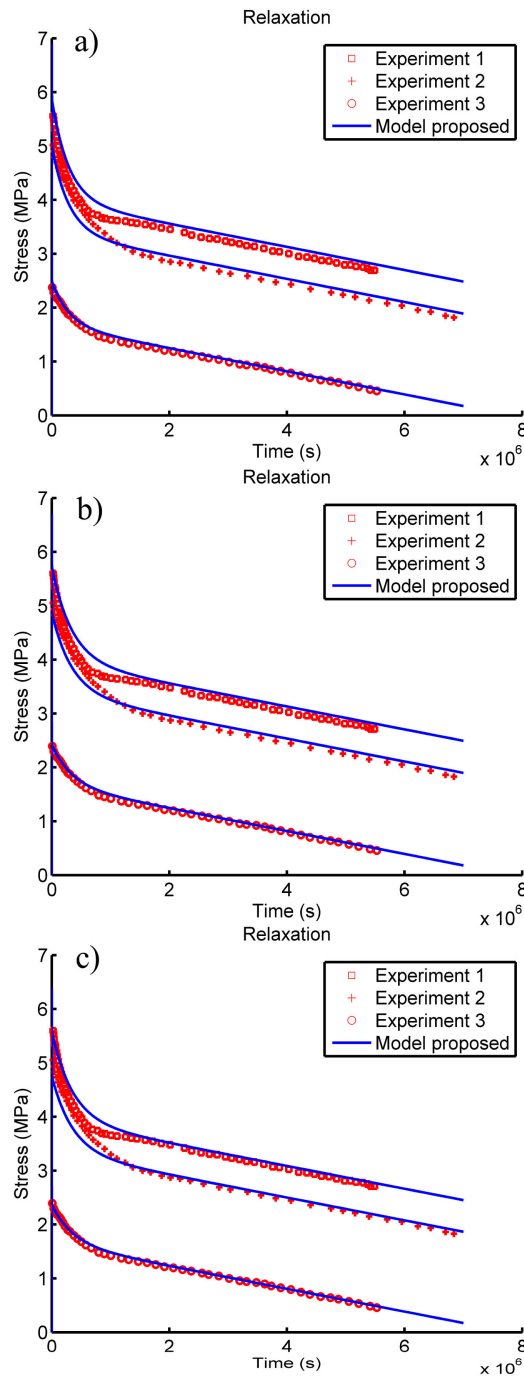 Relaxation
a)
Experiment 1
Experiment 2
Experiment 3
Model proposed
Stress (MPa)
7
6
5
4
3
2
1
0
0 2 4 6 8
Time (s)
x 10^6
Relaxation
b)
Experiment 1
Experiment 2
Experiment 3
Model proposed
Stress (MPa)
7
6
5
4
3
2
1
0
0 2 4 6 8
Time (s)
x 10^6
Relaxation
c)
Experiment 1
Experiment 2
Experiment 3
Model proposed
Stress (MPa)
7
6
5
4
3
2
1
0
0 2 4 6 8
Time (s)
x 10^6
Relaxation